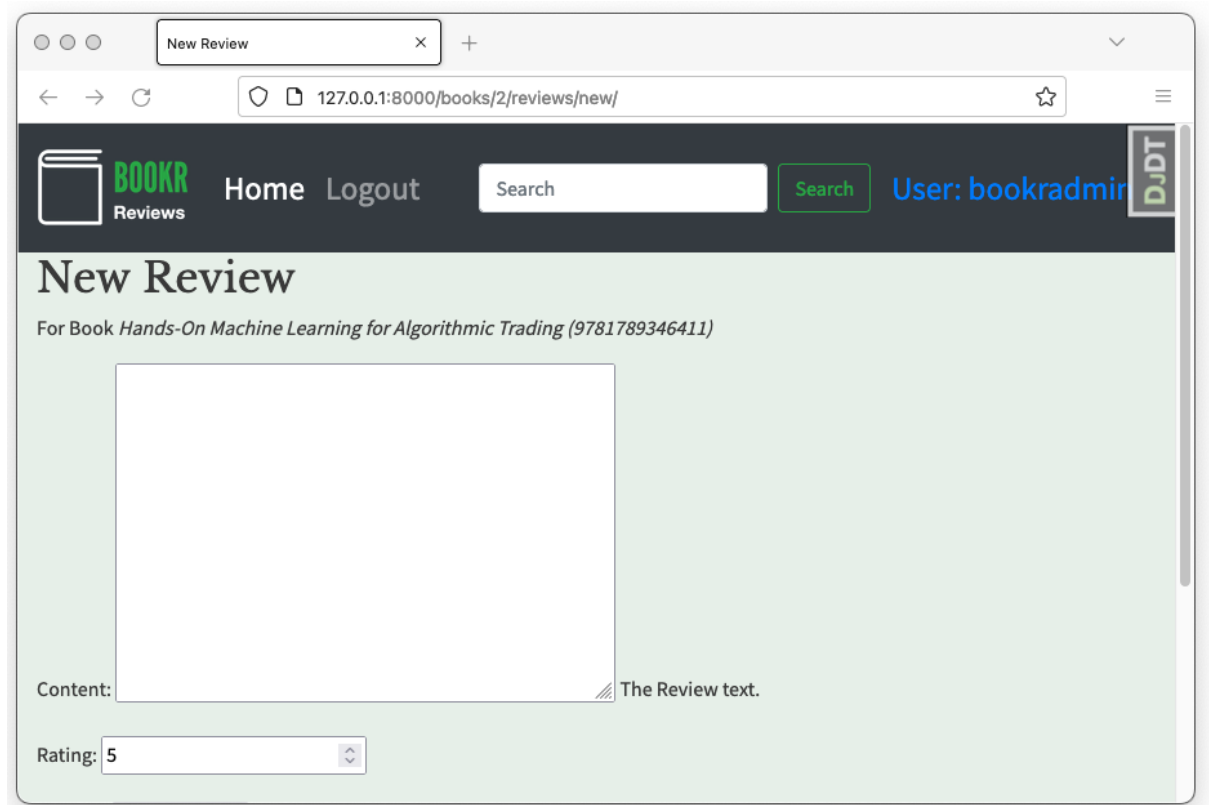 New Review
127.0.0.1:8000/books/2/reviews/new/
BOOKR
Reviews
Home Logout Search Search User: bookradmin
DJDT
New Review
For Book Hands-On Machine Learning for Algorithmic Trading (9781789346411)
Content: The Review text.
Rating: 5